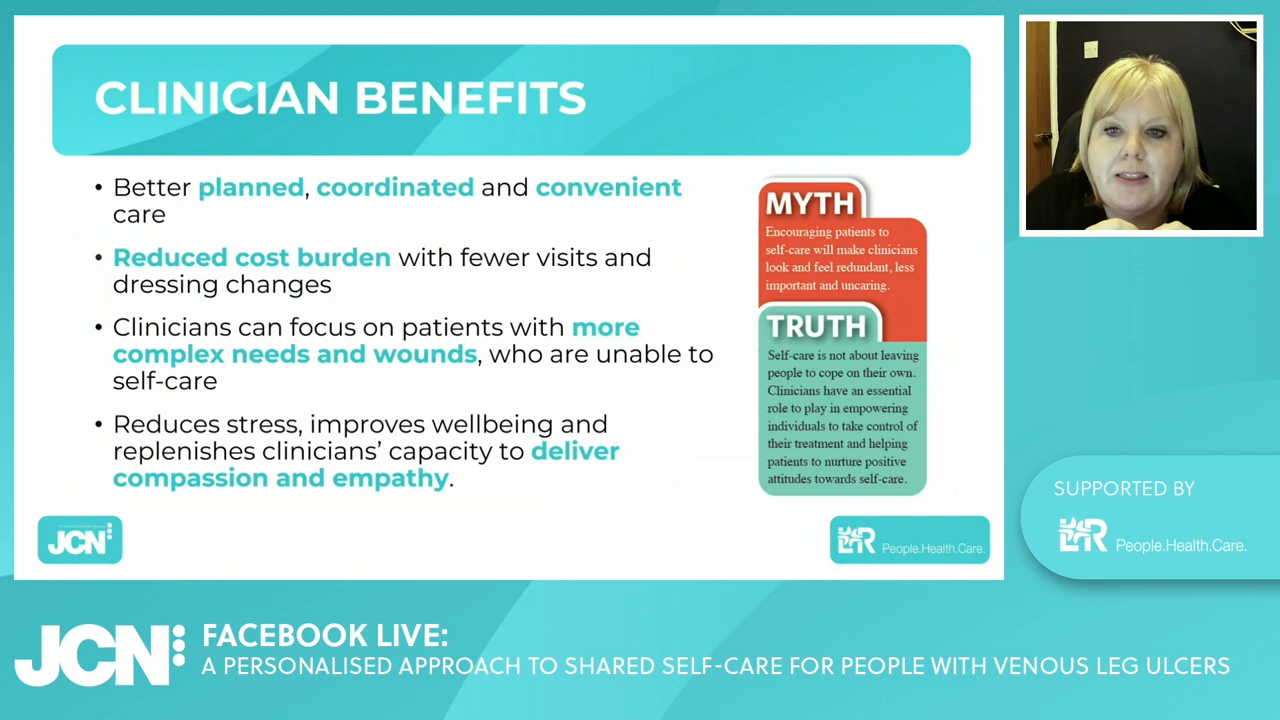 CLINICIAN BENEFITS
• Better planned, coordinated and convenient
care
• Reduced cost burden with fewer visits and
dressing changes
• Clinicians can focus on patients with more
complex needs and wounds, who are unable to
self-care
• Reduces stress, improves wellbeing and
replenishes clinicians’ capacity to deliver
compassion and empathy.
MYTH
Encouraging patients to
self-care will make clinicians
look and feel redundant, less
important and uncaring.
TRUTH
Self-care is not about leaving
people to cope on their own.
Clinicians have an essential
role to play in empowering
individuals to take control of
their treatment and helping
patients to nurture positive
attitudes towards self-care.
JCN
L&R People.Health.Care.
SUPPORTED BY
L&R People.Health.Care.
JCN
FACEBOOK LIVE:
A PERSONALISED APPROACH TO SHARED SELF-CARE FOR PEOPLE WITH VENOUS LEG ULCERS